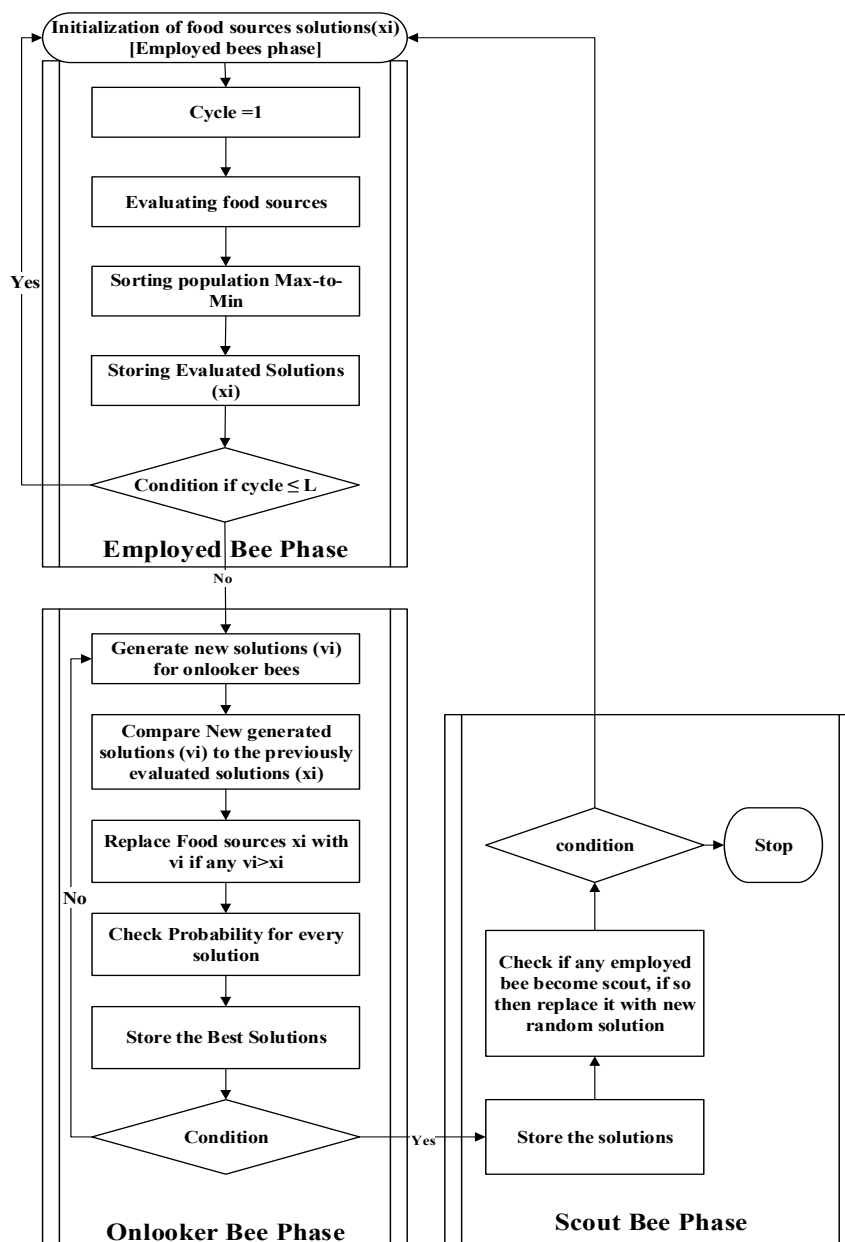 Initialization of food sources solutions(xi)
[Employed bees phase]
Cycle =1
Evaluating food sources
Sorting population Max-to-
Min
Yes
Storing Evaluated Solutions
(xi)
Condition if cycle ≤ L
Employed Bee Phase
No
Generate new solutions (vi)
for onlooker bees
Compare New generated
solutions (vi) to the previously
evaluated solutions (xi)
Replace Food sources xi with
vi if any vi>xi
No
Check Probability for every
solution
Store the Best Solutions
Condition
Yes
Onlooker Bee Phase
condition
Stop
Check if any employed
bee become scout, if so
then replace it with new
random solution
Store the solutions
Scout Bee Phase